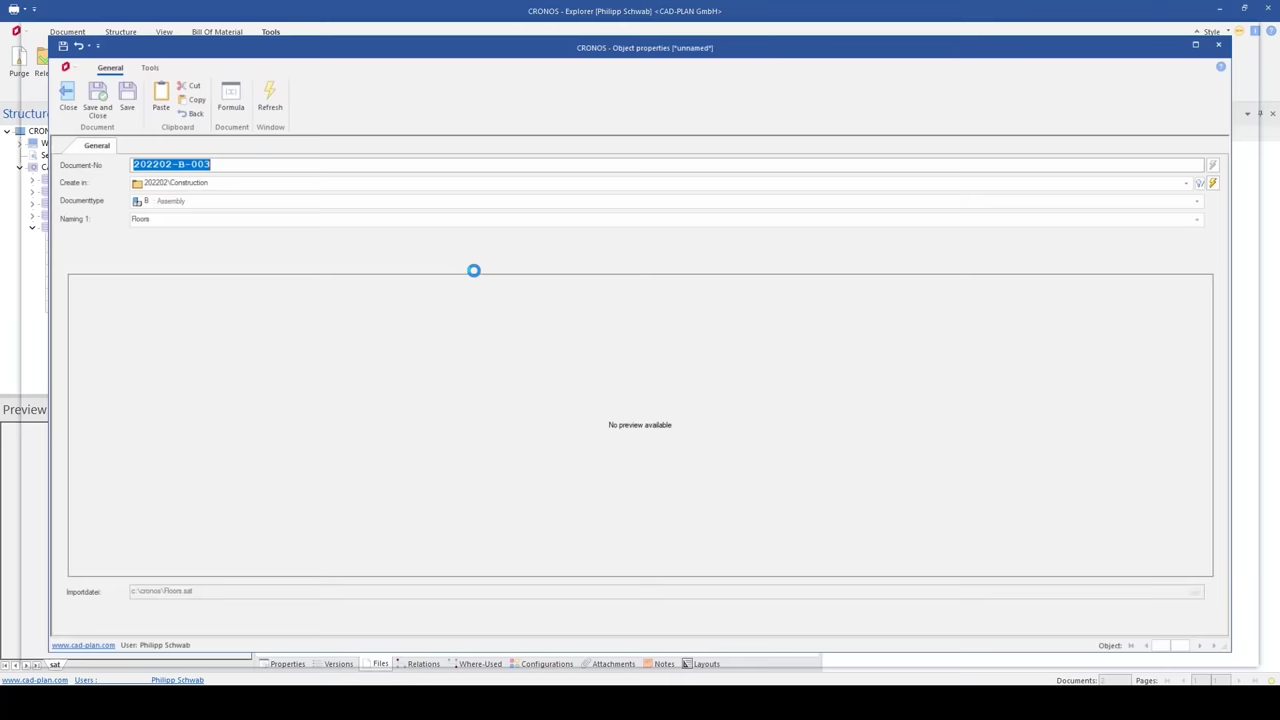 CRONOS - Explorer [Philipp Schwab] <CAD-PLAN GmbH>
Document Structure View Bill Of Material Tools Style
Purge
CRONOS - Object properties [*unnamed*]
General Tools
Close Save and Close Save Paste Cut Copy Back Formula Refresh
Document Clipboard Document Window
General
Document-No 202202-B-003
Create in: 202202\Construction
Documenttype B Assembly
Naming 1: Floors
No preview available
Preview
Importdatei: c:\cronos\Floors.sat
www.cad-plan.com User: Philipp Schwab Object:
sat Properties Versions Files Relations Where-Used Configurations Attachments Notes Layouts
www.cad-plan.com Users : Philipp Schwab Documents: Pages: